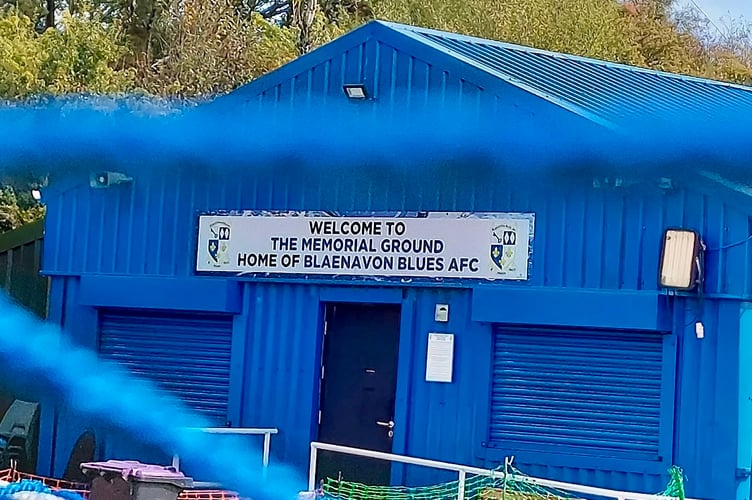 WELCOME TO
THE MEMORIAL GROUND
HOME OF BLAENAVON BLUES AFC